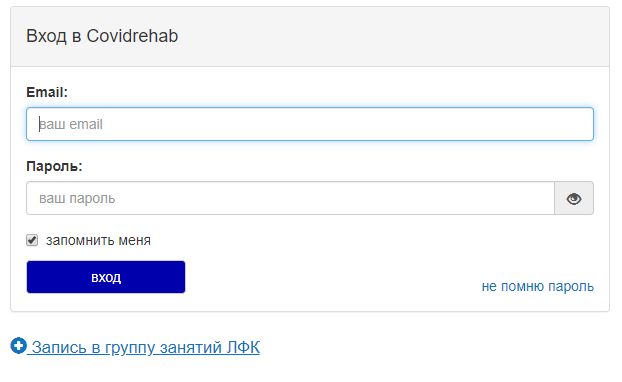 Вход в Covidrehab
Email:
ваш email
Пароль:
ваш пароль
запомнить меня
вход
не помню пароль
Запись в группу занятий ЛФК